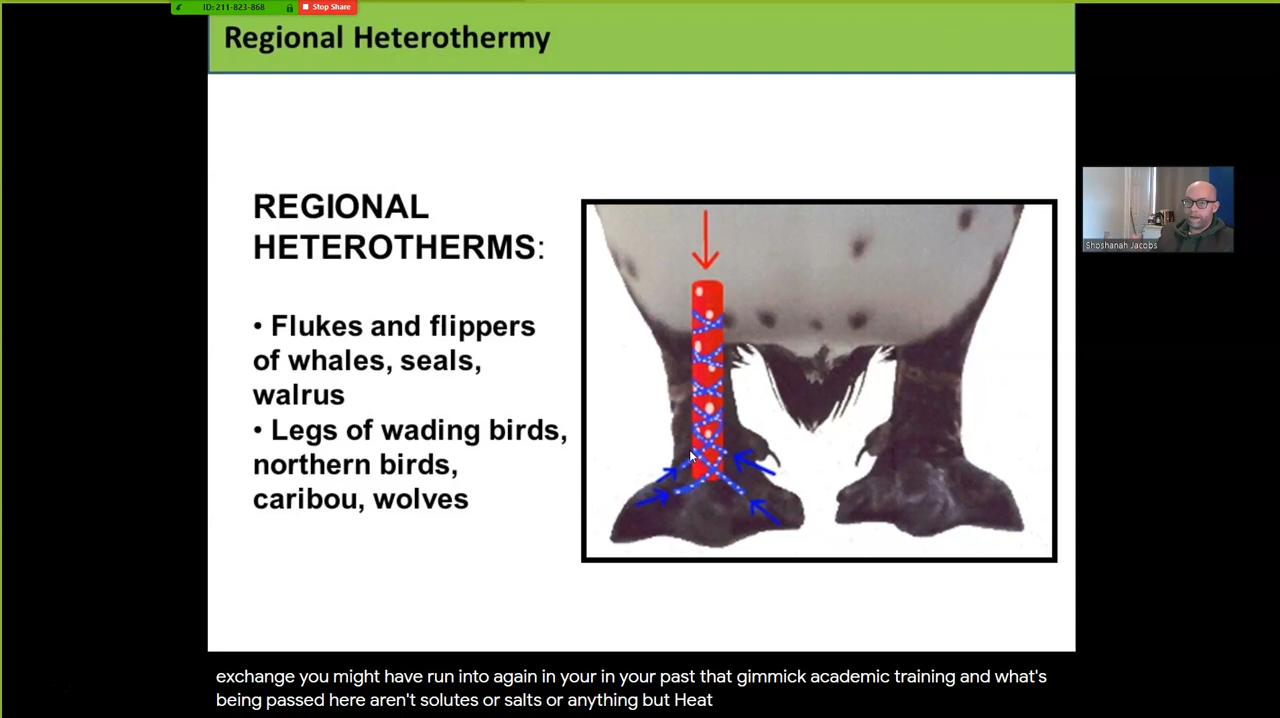 ID: 211-823-868
Stop Share
Regional Heterothermy
REGIONAL
HETEROTHERMS:
• Flukes and flippers
of whales, seals,
walrus
• Legs of wading birds,
northern birds,
caribou, wolves
Shoshanah Jacobs
exchange you might have run into again in your in your past that gimmick academic training and what's
being passed here aren't solutes or salts or anything but Heat